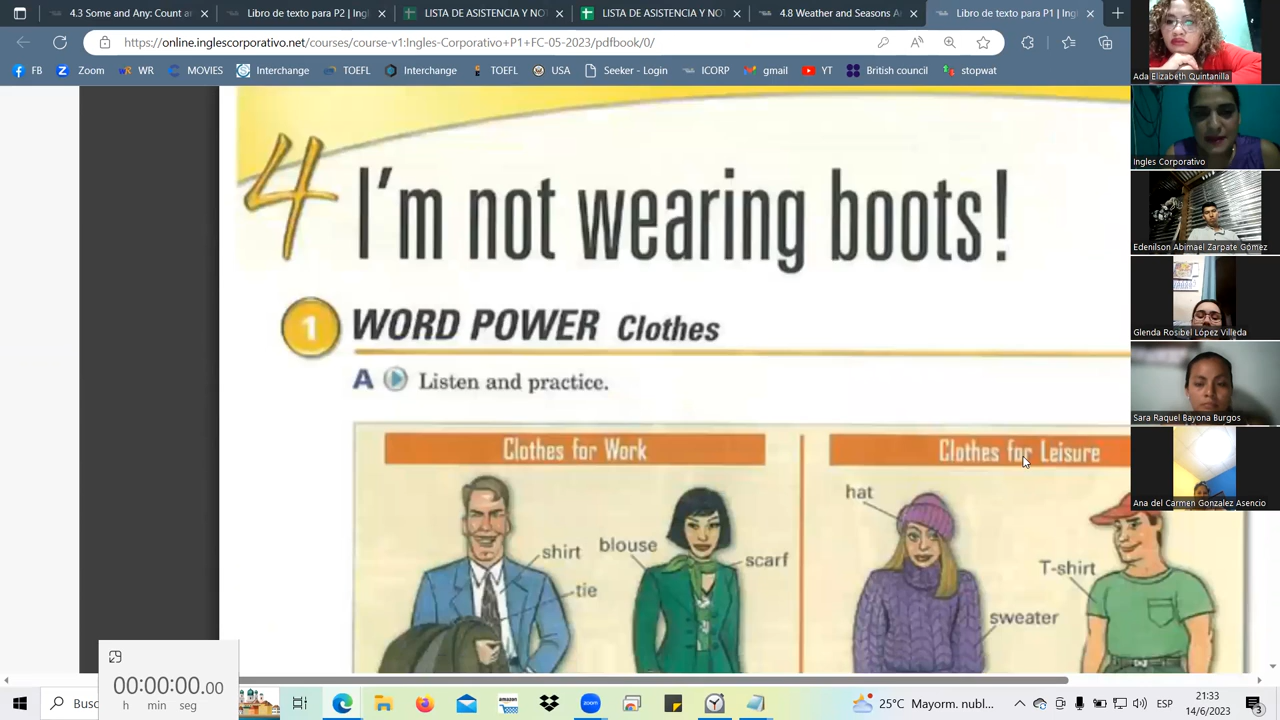 4.3 Some and Any: Count ar
Libro de texto para P2 | Ingl
LISTA DE ASISTENCIA Y NOT
LISTA DE ASISTENCIA Y NOT
4.8 Weather and Seasons A
Libro de texto para P1 | Ingl
https://online.inglescorporativo.net/courses/course-v1:Ingles-Corporativo+P1+FC-05-2023/pdfbook/0/
FB
Zoom
WR
MOVIES
Interchange
TOEFL
Interchange
TOEFL
USA
Seeker - Login
ICORP
gmail
YT
British council
stopwat
4 I'm not wearing boots!
1 WORD POWER Clothes
A Listen and practice.
Clothes for Work
Clothes for Leisure
hat
shirt
blouse
scarf
T-shirt
tie
sweater
Ada Elizabeth Quintanilla
Ingles Corporativo
Edenilson Abimael Zarpate Gómez
Glenda Rosibel López Villeda
Sara Raquel Bayona Burgos
Ana del Carmen Gonzalez Asencio
00:00:00.00
h min seg
Busc
25°C Mayorm. nubl...
ESP
21:33
14/6/2023
3